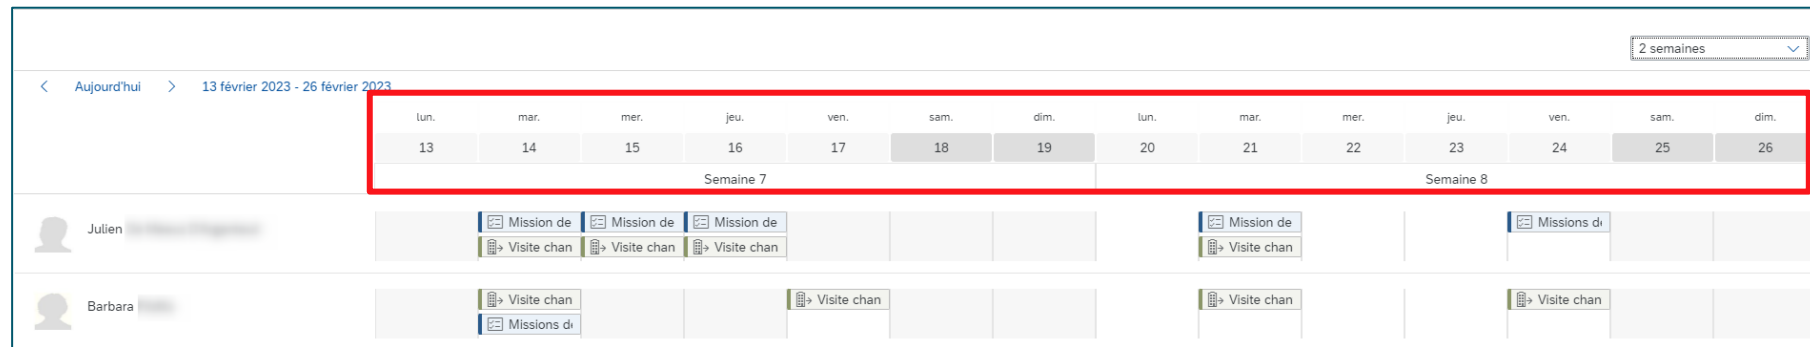 2 semaines
Aujourd'hui 13 février 2023 - 26 février 2023
lun. mar. mer. jeu. ven. sam. dim. lun. mar. mer. jeu. ven. sam. dim.
13 14 15 16 17 18 19 20 21 22 23 24 25 26
Semaine 7 Semaine 8
Julien
Mission de Mission de Mission de Mission de Missions d
Visite chan Visite chan Visite chan Visite chan
Barbara
Visite chan Visite chan Visite chan Visite chan
Missions d